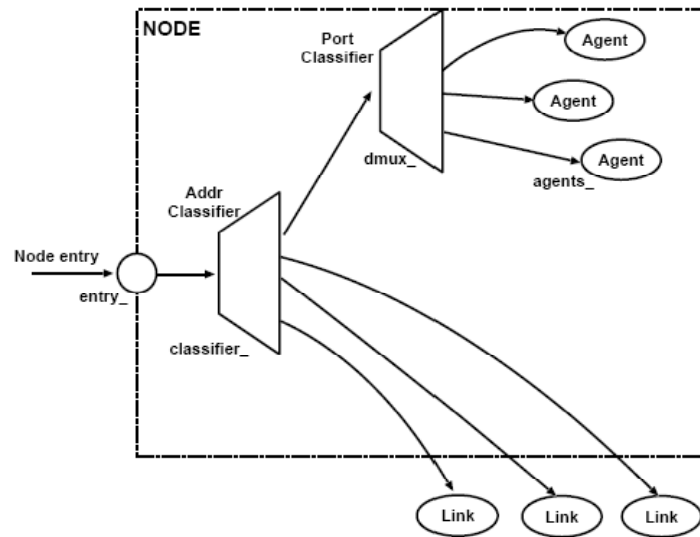 NODE
Port
Classifier
Agent
Agent
Agent
dmux_
agents_
Addr
Classifier
Node entry
entry_
classifier_
Link
Link
Link